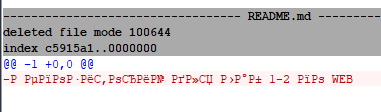 ------------------------------ README.md ---------
deleted file mode 100644
index c5915a1..0000000
@@ -1 +0,0 @@
-Р РµРїРѕР·РёС‚РѕСЂРёР№ РґР»СЏ Р»Р°Р± 1-2 РїРѕ WEB